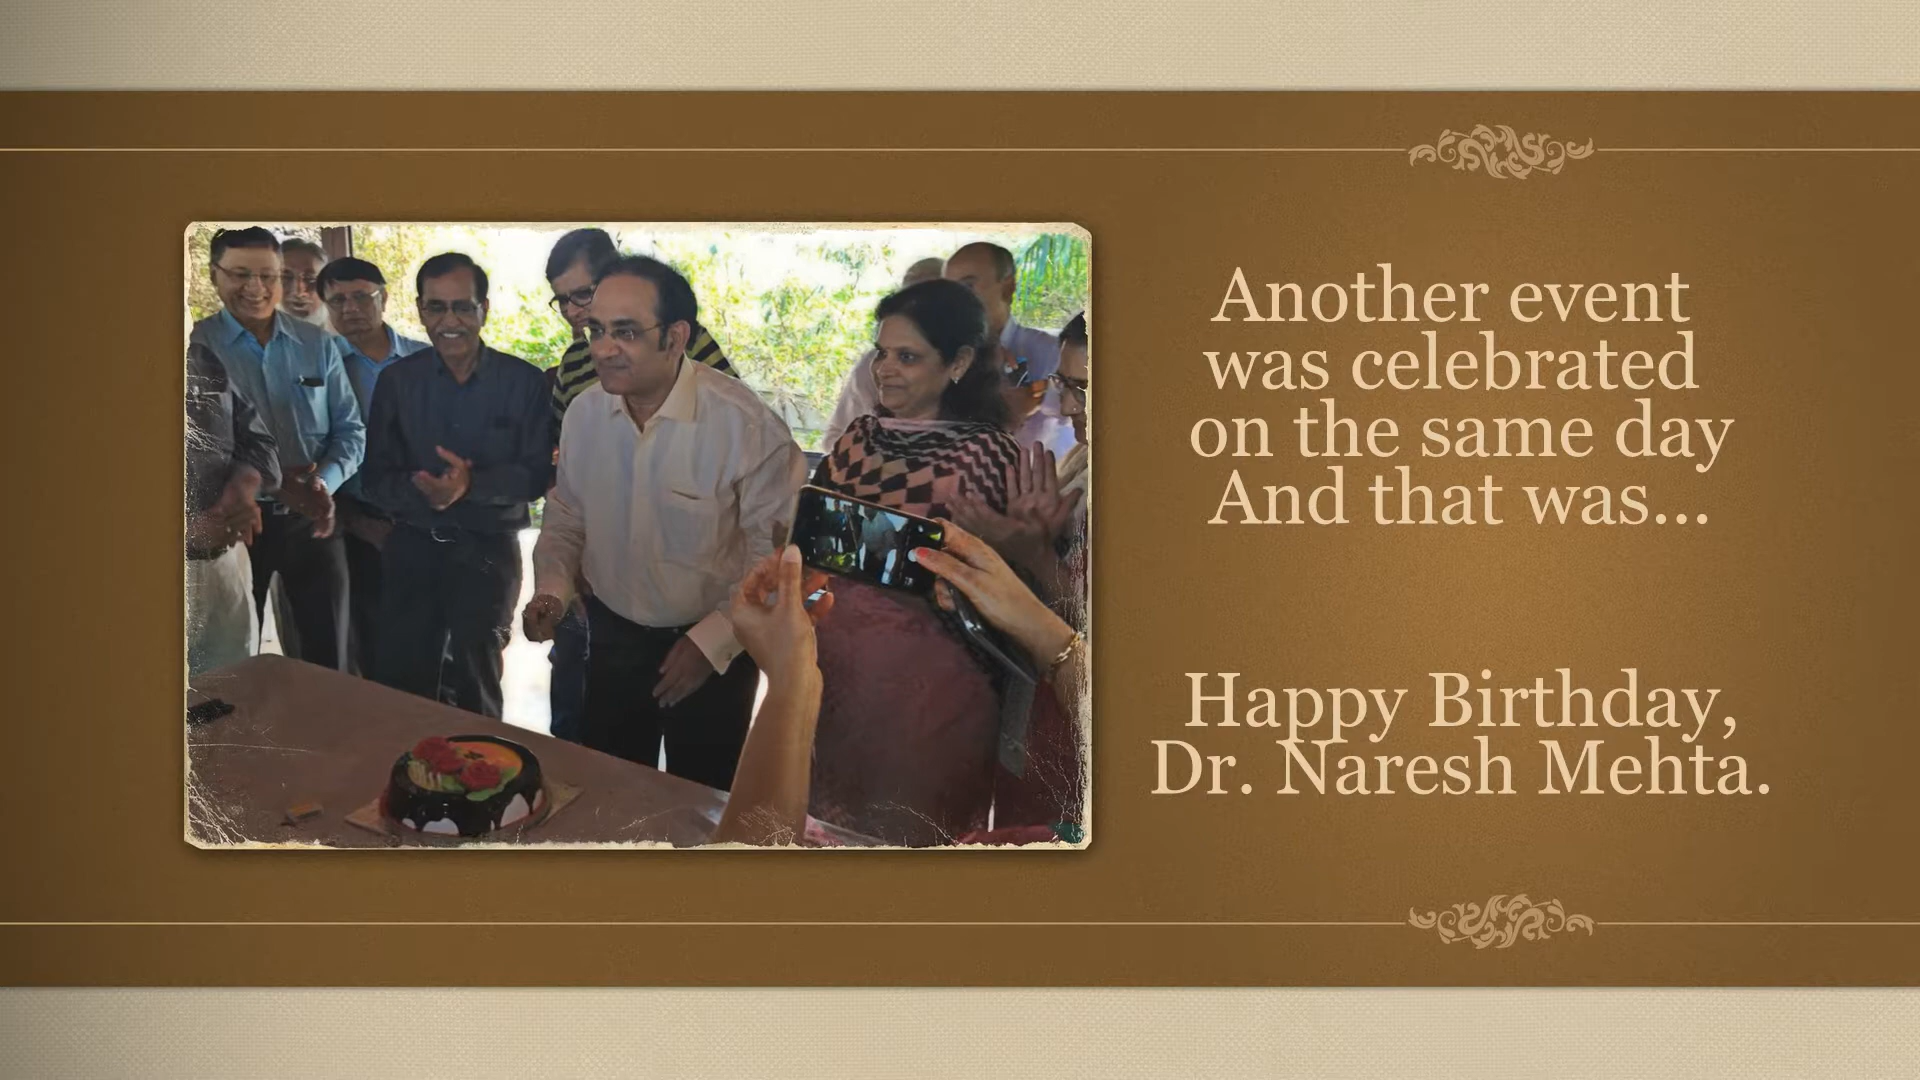 Another event
was celebrated
on the same day
And that was...
Happy Birthday,
Dr. Naresh Mehta.